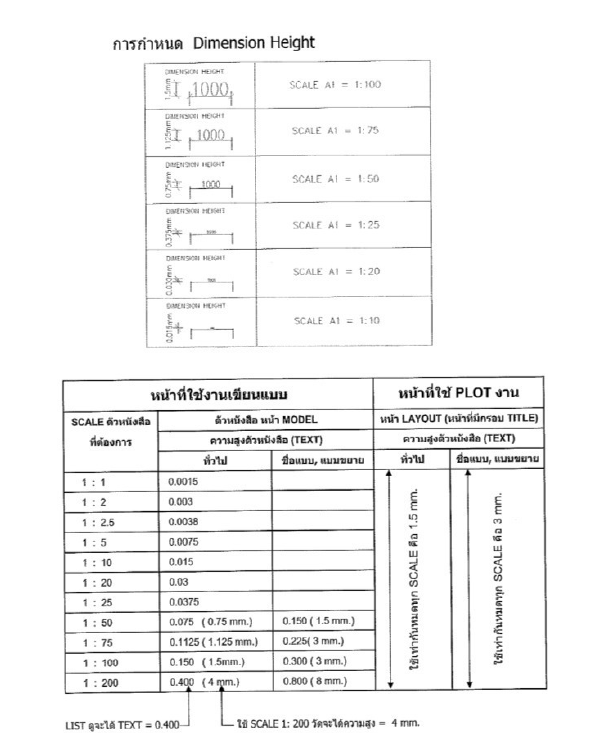 การกำหนด Dimension Height
DIMENSION HEIGHT
1.5mm 1000 SCALE A1 = 1:100
DIMENSION HEIGHT
1.125mm 1000 SCALE A1 = 1:75
DIMENSION HEIGHT
0.75mm 1000 SCALE A1 = 1:50
DIMENSION HEIGHT
0.375mm SCALE A1 = 1:25
DIMENSION HEIGHT
SCALE A1 = 1:20
DIMENSION HEIGHT
0.015mm SCALE A1 = 1:10
หน้าที่ใช้งานเขียนแบบ หน้าที่ใช้ PLOT งาน
SCALE ตัวหนังสือ ตัวหนังสือ หน้า MODEL หน้า LAYOUT (หน้าที่มีกรอบ TITLE)
ที่ต้องการ ความสูงตัวหนังสือ (TEXT) ความสูงตัวหนังสือ (TEXT)
ทั่วไป ชื่อแบบ, แบบขยาย ทั่วไป ชื่อแบบ, แบบขยาย
1 : 1 0.0015
1 : 2 0.003
1 : 2.5 0.0038
1 : 5 0.0075
1 : 10 0.015
1 : 20 0.03
1 : 25 0.0375
1 : 50 0.075 ( 0.75 mm.) 0.150 ( 1.5 mm.)
1 : 75 0.1125 ( 1.125 mm.) 0.225( 3 mm.)
1 : 100 0.150 ( 1.5mm.) 0.300 ( 3 mm.)
1 : 200 0.400 ( 4 mm.) 0.800 ( 8 mm.)
ใช้เท่ากันหมดทุก SCALE คือ 1.5 mm.
ใช้เท่ากันหมดทุก SCALE คือ 3 mm.
LIST ดูจะได้ TEXT = 0.400 ใช้ SCALE 1: 200 วัดจะได้ความสูง = 4 mm.